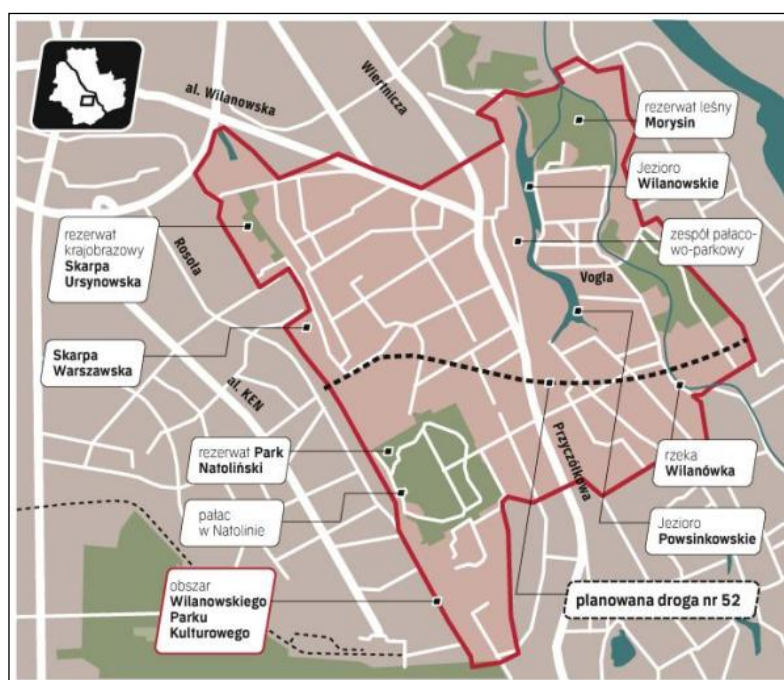 al. Wilanowska
Wiertnicza
rezerwat leśny
Morysin
Jezioro
Wilanowskie
zespół pałaco-
wo-parkowy
rezerwat
krajobrazowy
Skarpa
Ursynowska
Rosoła
Vogla
Skarpa
Warszawska
al. KEN
rezerwat Park
Natoliński
Przyczółkowa
rzeka
Wilanówka
pałac
w Natolinie
Jezioro
Powsinkowskie
obszar
Wilanowskiego
Parku
Kulturowego
planowana droga nr 52